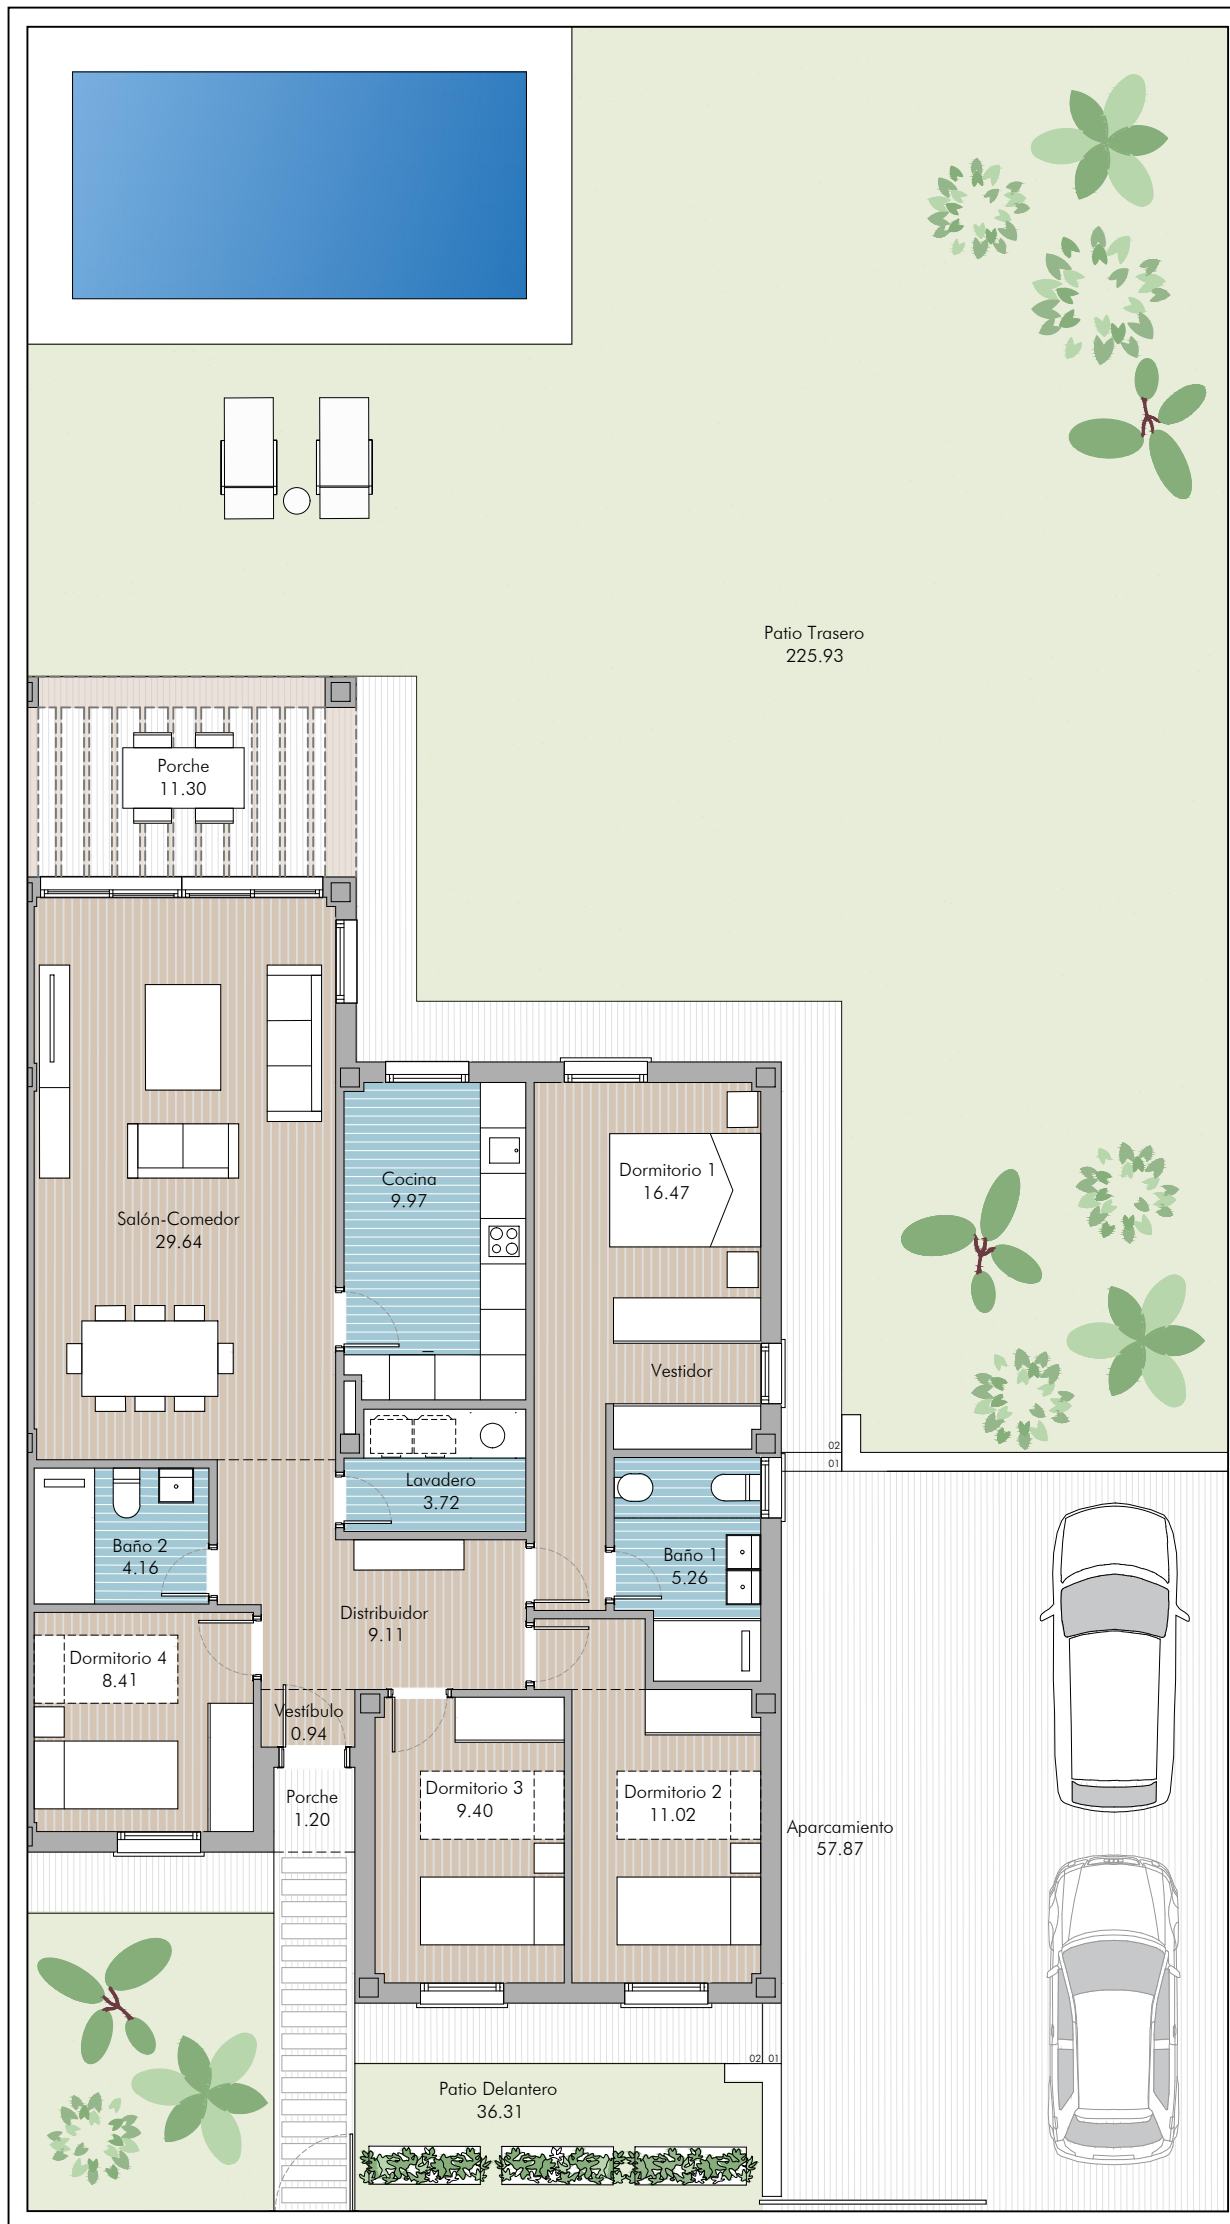 Patio Trasero
225.93
Porche
11.30
Cocina
9.97
Dormitorio 1
16.47
Salón-Comedor
29.64
Vestidor
02
01
Lavadero
3.72
Baño 2
4.16
Baño 1
5.26
Distribuidor
9.11
Dormitorio 4
8.41
Vestíbulo
0.94
Porche
1.20
Dormitorio 3
9.40
Dormitorio 2
11.02
Aparcamiento
57.87
02 01
Patio Delantero
36.31